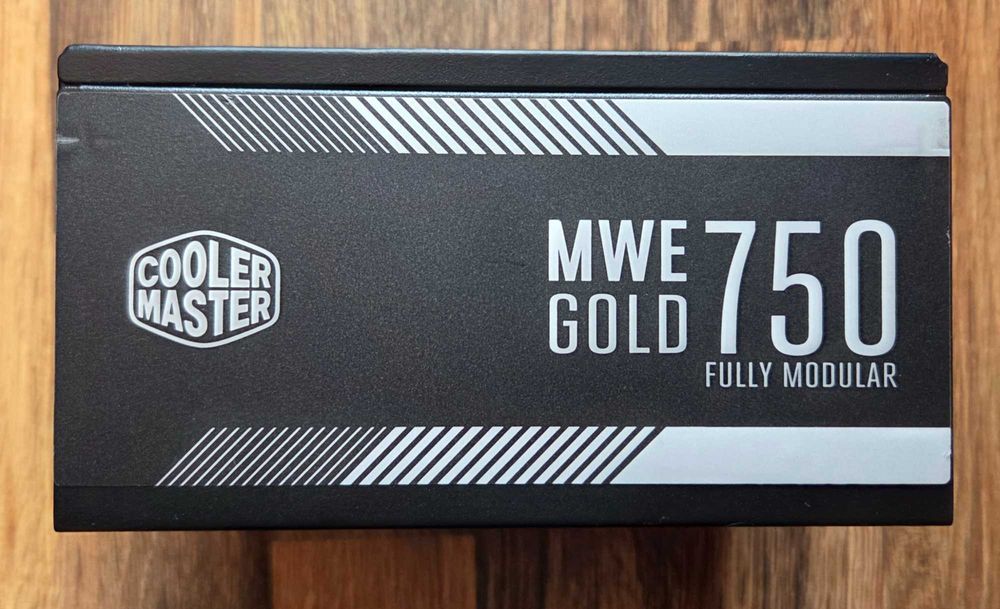 COOLER
MASTER
MWE
GOLD
750
FULLY MODULAR